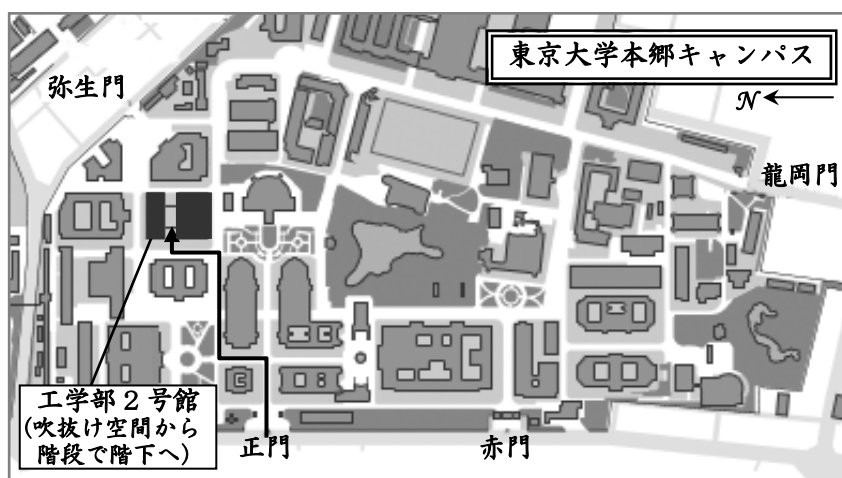 東京大学本郷キャンパス
N
弥生門
龍岡門
工学部２号館
(吹抜け空間から
階段で階下へ)
正門
赤門